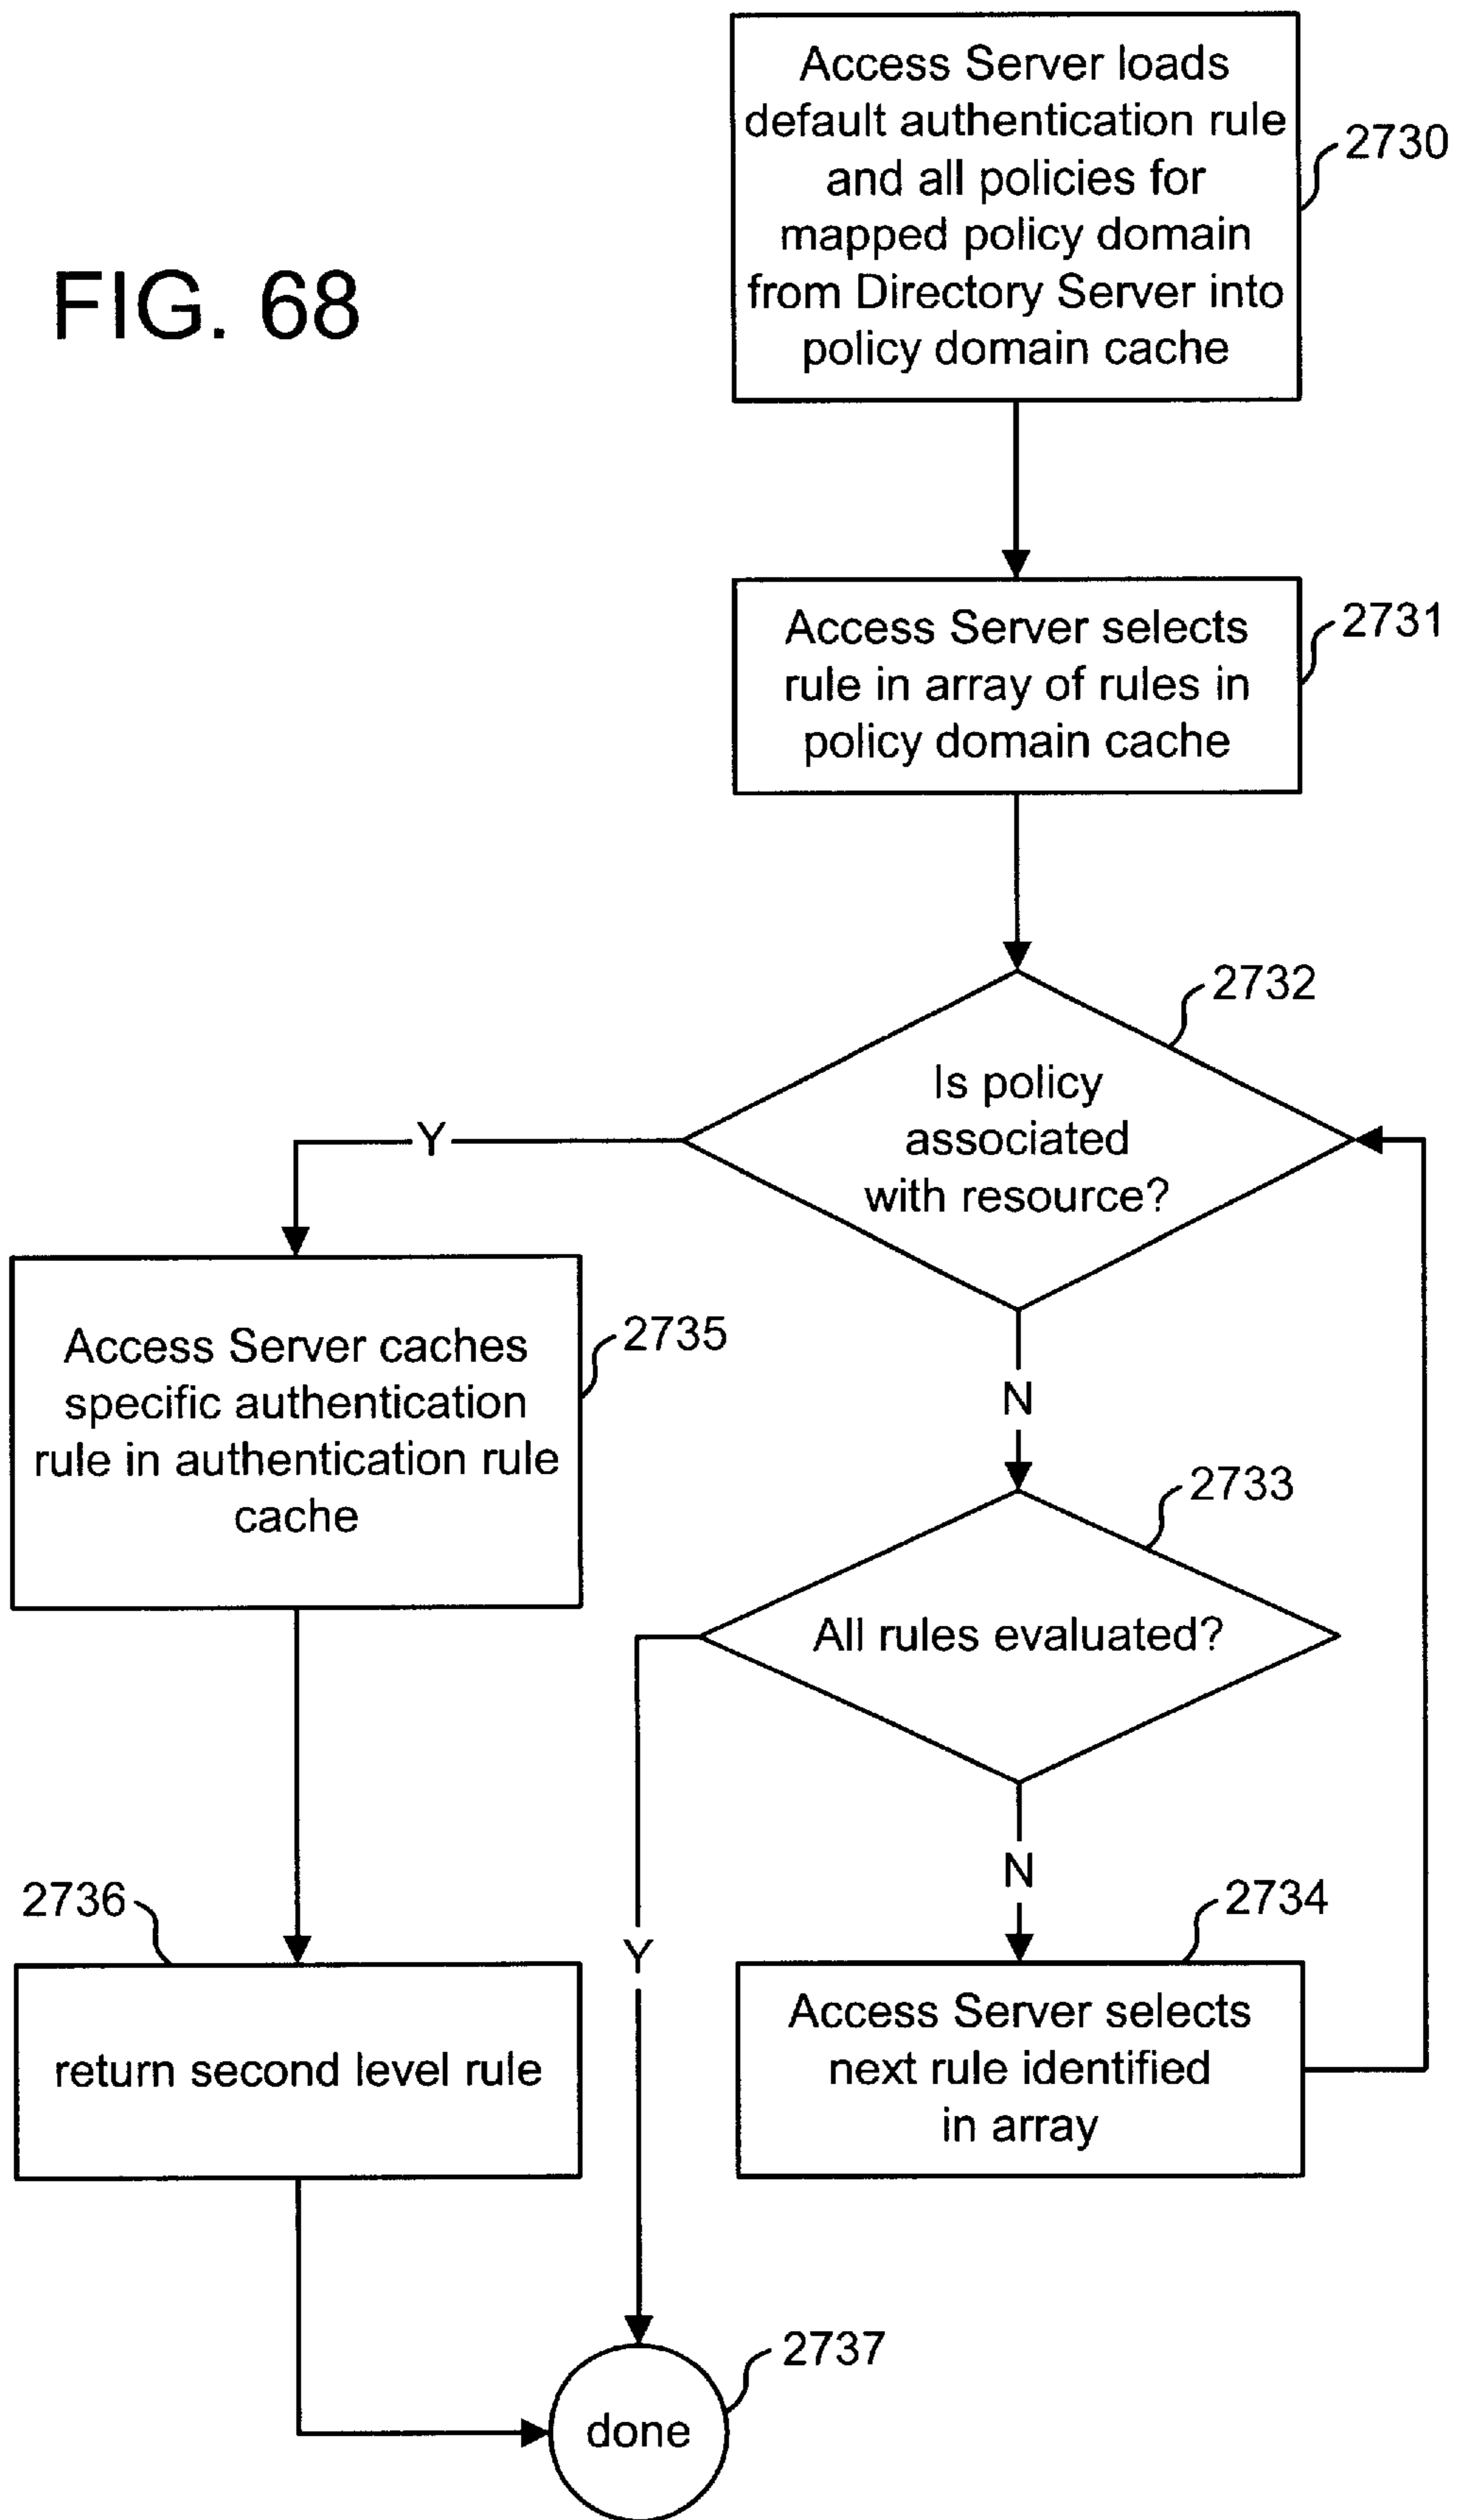 FIG. 68
Access Server loads
default authentication rule
and all policies for
mapped policy domain
from Directory Server into
policy domain cache
2730
Access Server selects
rule in array of rules in
policy domain cache
2731
2732
Is policy
associated
with resource?
Y
N
Access Server caches
specific authentication
rule in authentication rule
cache
2735
2733
All rules evaluated?
Y
N
2736
return second level rule
2734
Access Server selects
next rule identified
in array
2737
done